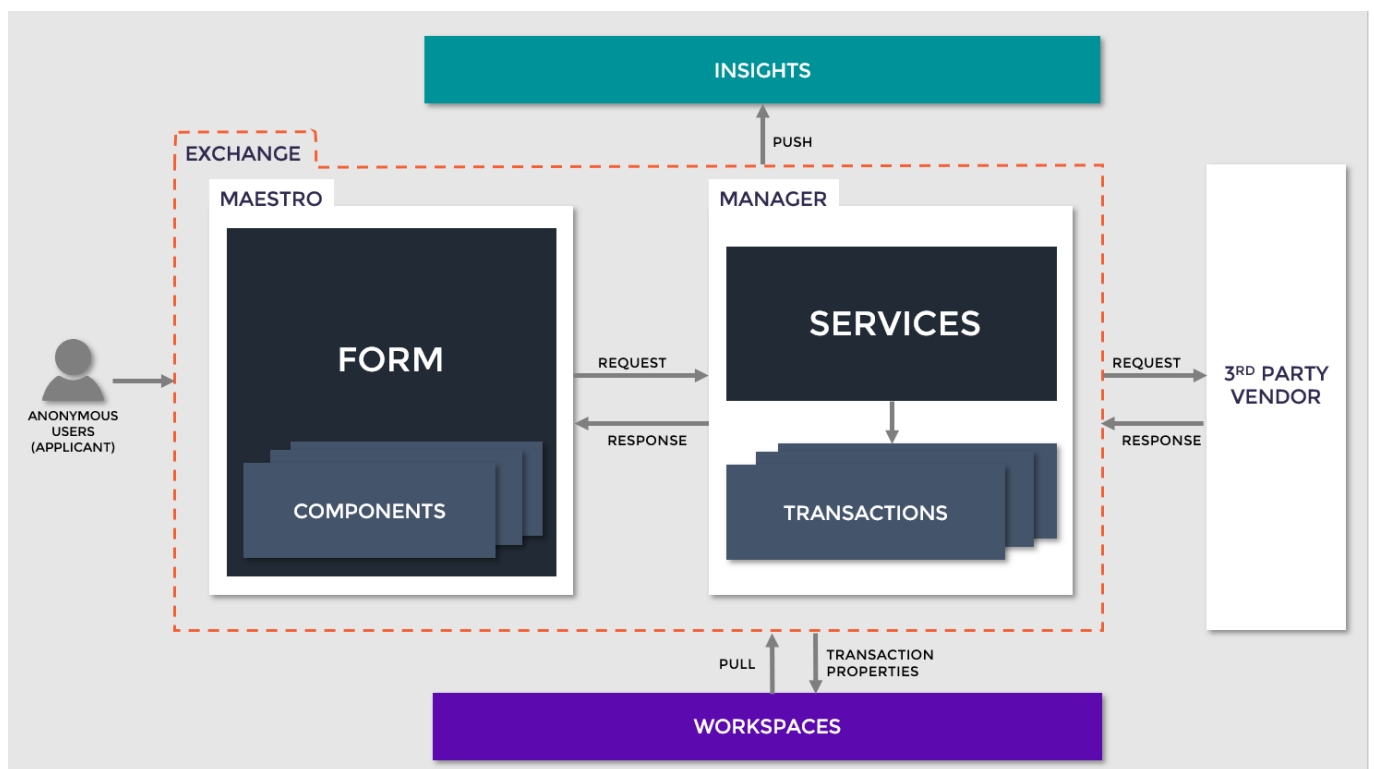 INSIGHTS
PUSH
EXCHANGE
MAESTRO
MANAGER
FORM
COMPONENTS
SERVICES
TRANSACTIONS
REQUEST
RESPONSE
REQUEST
RESPONSE
3RD PARTY
VENDOR
ANONYMOUS
USERS
(APPLICANT)
PULL
TRANSACTION
PROPERTIES
WORKSPACES